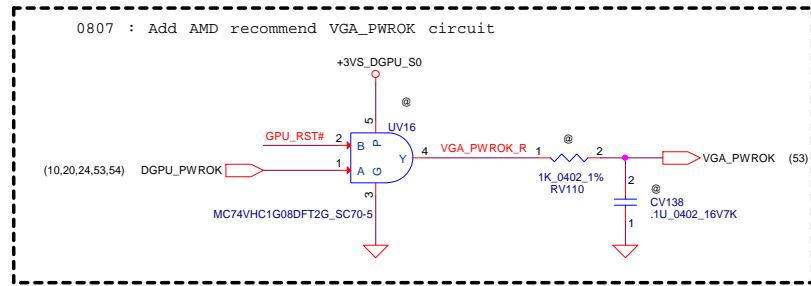 0807 : Add AMD recommend VGA_PWROK circuit
+3VS_DGPU_S0
@
UV16
5
GPU_RST# 2 B P
Y 4 VGA_PWROK_R 1 @ 2 VGA_PWROK (53)
(10,20,24,53,54) DGPU_PWROK 1 A G
1K_0402_1%
RV110
3
2 @
CV138
.1U_0402_16V7K
1
MC74VHC1G08DFT2G_SC70-5